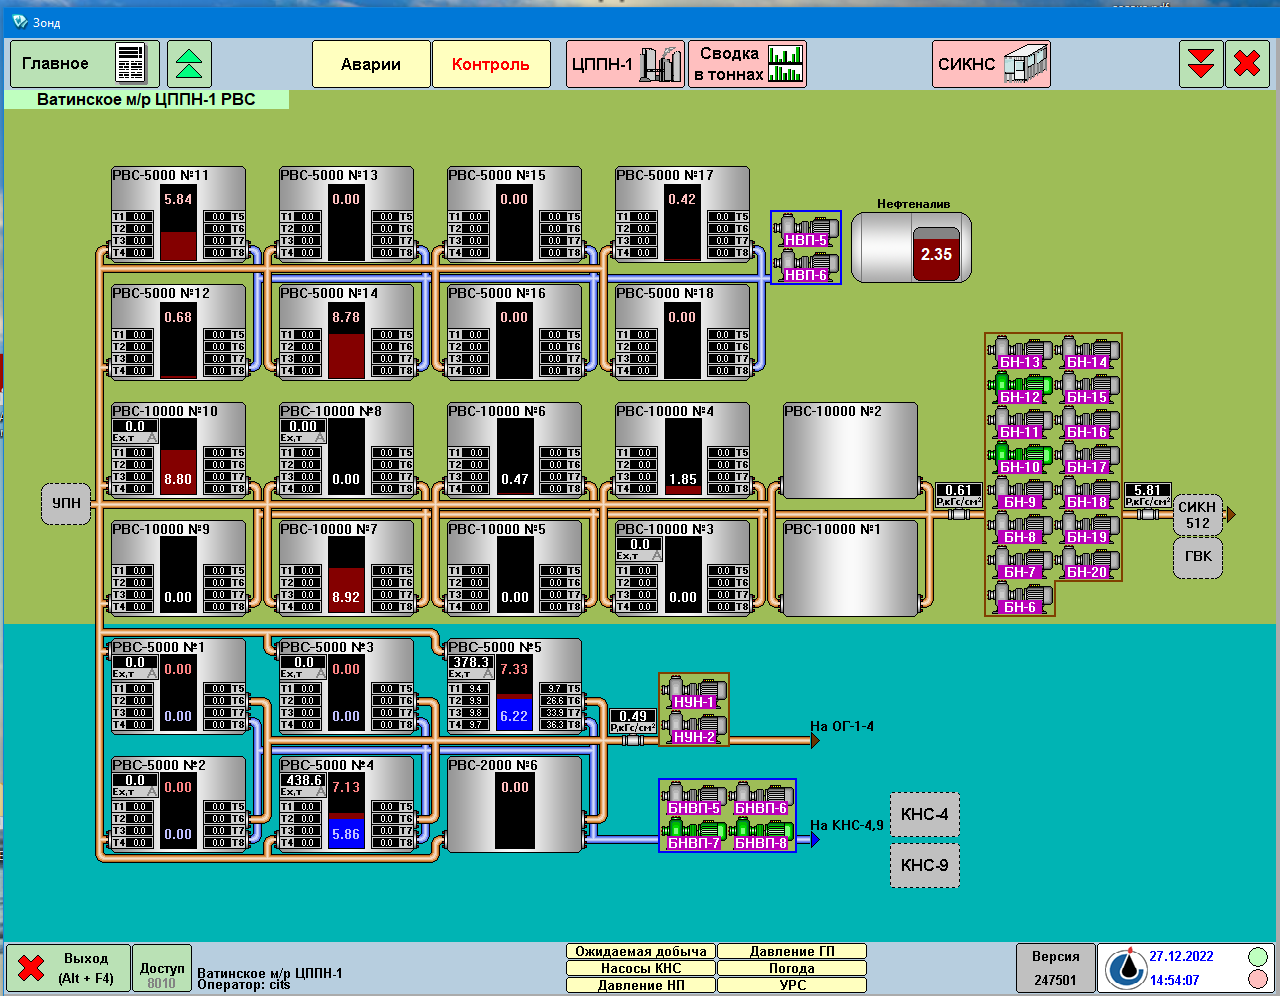 Зонд
Главное
Аварии
Контроль
ЦППН-1
Сводка
в тоннах
СИКНС
Ватинское м/р ЦППН-1 РВС
РВС-5000 №11
5.84
T1 0.0 0.0 T5
T2 0.0 0.0 T6
T3 0.0 0.0 T7
T4 0.0 0.0 T8
РВС-5000 №13
0.00
T1 0.0 0.0 T5
T2 0.0 0.0 T6
T3 0.0 0.0 T7
T4 0.0 0.0 T8
РВС-5000 №15
0.00
T1 0.0 0.0 T5
T2 0.0 0.0 T6
T3 0.0 0.0 T7
T4 0.0 0.0 T8
РВС-5000 №17
0.42
T1 0.0 0.0 T5
T2 0.0 0.0 T6
T3 0.0 0.0 T7
T4 0.0 0.0 T8
НВП-5
НВП-6
Нефтеналив
2.35
РВС-5000 №12
0.68
T1 0.0 0.0 T5
T2 0.0 0.0 T6
T3 0.0 0.0 T7
T4 0.0 0.0 T8
РВС-5000 №14
8.78
T1 0.0 0.0 T5
T2 0.0 0.0 T6
T3 0.0 0.0 T7
T4 0.0 0.0 T8
РВС-5000 №16
0.00
T1 0.0 0.0 T5
T2 0.0 0.0 T6
T3 0.0 0.0 T7
T4 0.0 0.0 T8
РВС-5000 №18
0.00
T1 0.0 0.0 T5
T2 0.0 0.0 T6
T3 0.0 0.0 T7
T4 0.0 0.0 T8
РВС-10000 №10
0.0
Ex,т А
T1 0.0 0.0 T5
T2 0.0 0.0 T6
T3 0.0 0.0 T7
T4 0.0 0.0 T8
8.80
РВС-10000 №8
0.00
Ex,т А
T1 0.0 0.0 T5
T2 0.0 0.0 T6
T3 0.0 0.0 T7
T4 0.0 0.0 T8
0.00
РВС-10000 №6
T1 0.0 0.0 T5
T2 0.0 0.0 T6
T3 0.0 0.0 T7
T4 0.0 0.0 T8
0.47
РВС-10000 №4
T1 0.0 0.0 T5
T2 0.0 0.0 T6
T3 0.0 0.0 T7
T4 0.0 0.0 T8
1.85
РВС-10000 №2
УПН
РВС-10000 №9
T1 0.0 0.0 T5
T2 0.0 0.0 T6
T3 0.0 0.0 T7
T4 0.0 0.0 T8
0.00
РВС-10000 №7
T1 0.0 0.0 T5
T2 0.0 0.0 T6
T3 0.0 0.0 T7
T4 0.0 0.0 T8
8.92
РВС-10000 №5
T1 0.0 0.0 T5
T2 0.0 0.0 T6
T3 0.0 0.0 T7
T4 0.0 0.0 T8
0.00
РВС-10000 №3
0.0
Ex,т А
T1 0.0 0.0 T5
T2 0.0 0.0 T6
T3 0.0 0.0 T7
T4 0.0 0.0 T8
0.00
РВС-10000 №1
0.61
P,кГс/см²
БН-13 БН-14
БН-12 БН-15
БН-11 БН-16
БН-10 БН-17
БН-9 БН-18
БН-8 БН-19
БН-7 БН-20
БН-6
5.81
P,кГс/см²
СИКН
512
ГВК
РВС-5000 №1
0.0
Ex,т А
0.00
T1 0.0 0.0 T5
T2 0.0 0.0 T6
T3 0.0 0.0 T7
T4 0.0 0.0 T8
0.00
РВС-5000 №3
0.0
Ex,т А
0.00
T1 0.0 0.0 T5
T2 0.0 0.0 T6
T3 0.0 0.0 T7
T4 0.0 0.0 T8
0.00
РВС-5000 №5
378.3
Ex,т А
7.33
T1 9.4 9.7 T5
T2 9.9 26.6 T6
T3 9.8 33.9 T7
T4 9.7 36.3 T8
6.22
0.49
P,кГс/см²
НУН-1
НУН-2
На ОГ-1-4
РВС-5000 №2
0.0
Ex,т А
0.00
T1 0.0 0.0 T5
T2 0.0 0.0 T6
T3 0.0 0.0 T7
T4 0.0 0.0 T8
0.00
РВС-5000 №4
438.6
Ex,т А
7.13
T1 0.0 0.0 T5
T2 0.0 0.0 T6
T3 0.0 0.0 T7
T4 0.0 0.0 T8
5.86
РВС-2000 №6
0.00
БНВП-5 БНВП-6
БНВП-7 БНВП-8
На КНС-4,9
КНС-4
КНС-9
Выход
(Alt + F4)
Доступ
8010
Ватинское м/р ЦППН-1
Оператор: cits
Ожидаемая добыча
Давление ГП
Насосы КНС
Погода
Давление НП
УРС
Версия
247501
27.12.2022
14:54:07